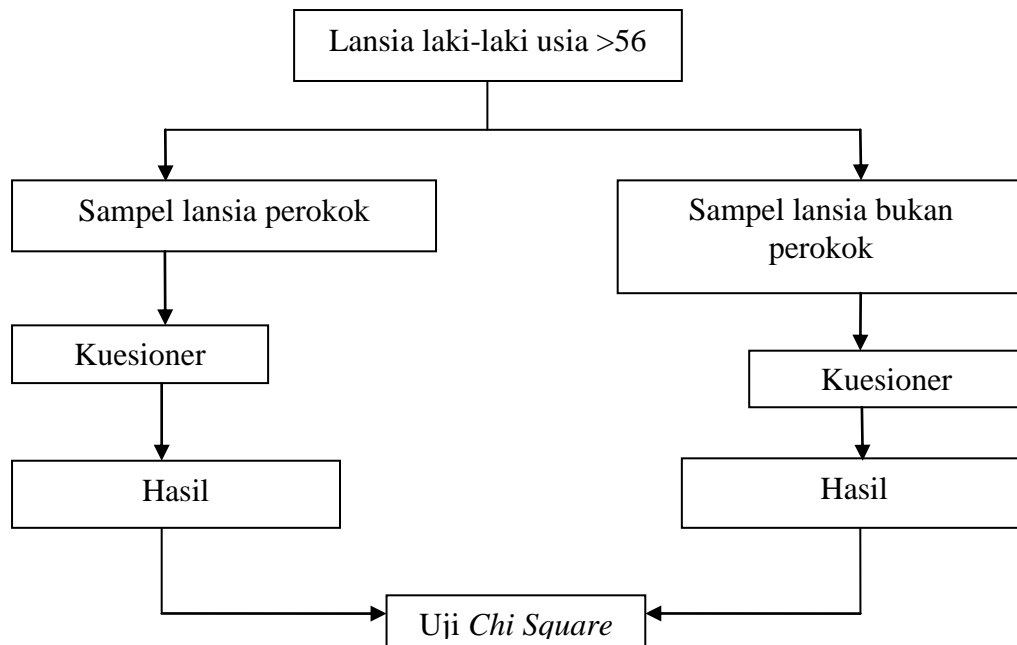 Lansia laki-laki usia >56
Sampel lansia perokok
Sampel lansia bukan
perokok
Kuesioner
Kuesioner
Hasil
Hasil
Uji Chi Square